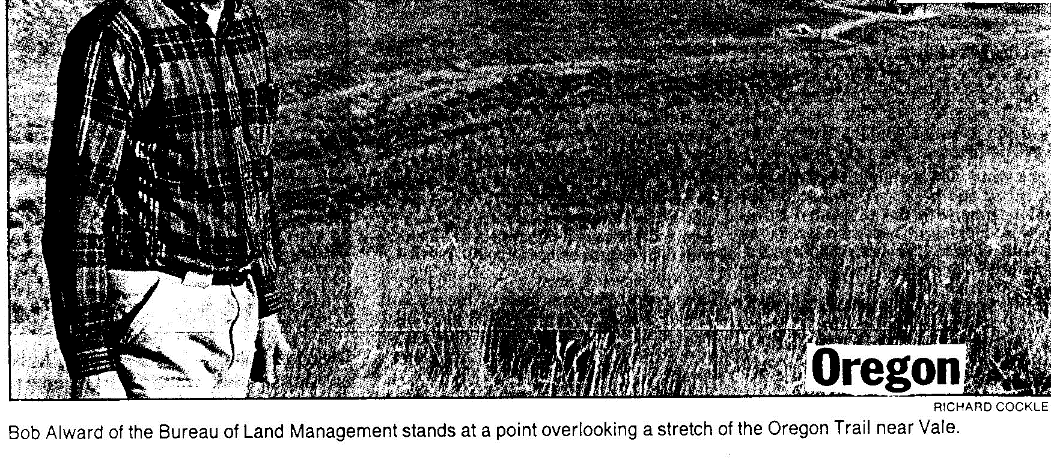 Oregon
RICHARD COCKLE
Bob Alward of the Bureau of Land Management stands at a point overlooking a stretch of the Oregon Trail near Vale.